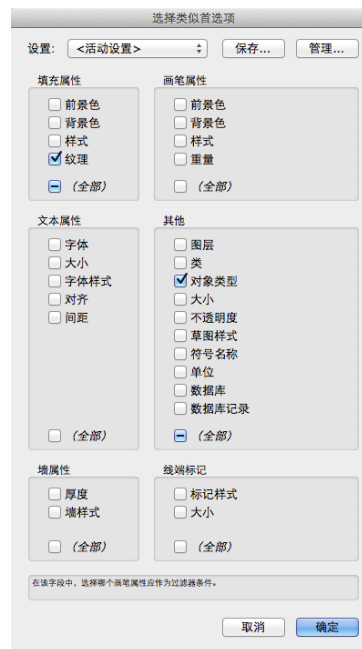 选择类似首选项
设置: <活动设置> 保存... 管理...
填充属性
前景色
背景色
样式
纹理
(全部)
画笔属性
前景色
背景色
样式
重量
(全部)
文本属性
字体
大小
字体样式
对齐
间距
(全部)
其他
图层
类
对象类型
大小
不透明度
草图样式
符号名称
单位
数据库
数据库记录
(全部)
墙属性
厚度
墙样式
(全部)
线端标记
标记样式
大小
(全部)
在该字段中，选择哪个画笔属性应作为过滤器条件。
取消 确定